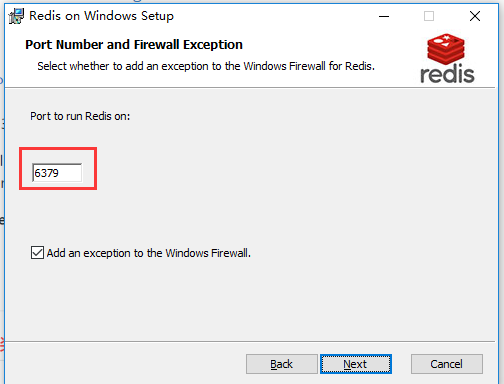 Redis on Windows Setup
Port Number and Firewall Exception
Select whether to add an exception to the Windows Firewall for Redis.
redis
Port to run Redis on:
6379
Add an exception to the Windows Firewall.
Back Next Cancel